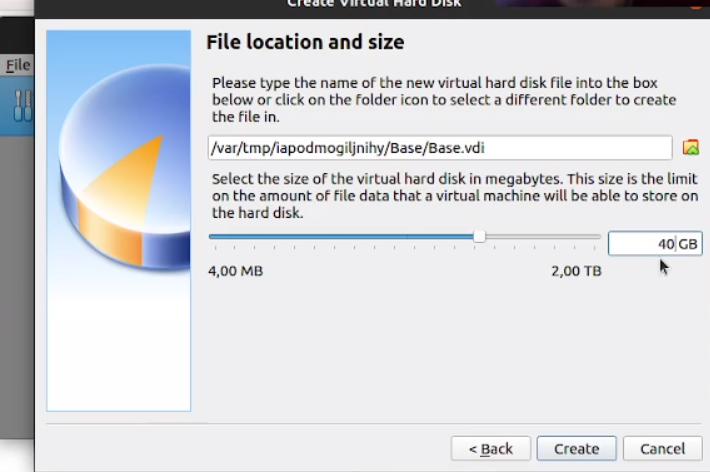 Create Virtual Hard Disk
File
File location and size
Please type the name of the new virtual hard disk file into the box
below or click on the folder icon to select a different folder to create
the file in.
/var/tmp/iapodmogiljnihy/Base/Base.vdi
Select the size of the virtual hard disk in megabytes. This size is the limit
on the amount of file data that a virtual machine will be able to store on
the hard disk.
40 GB
4,00 MB
2,00 TB
< Back
Create
Cancel